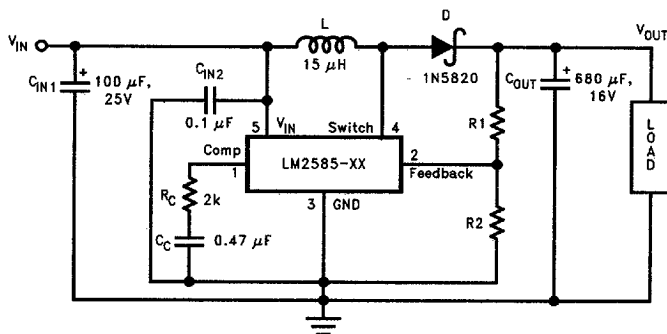 L
D
V_IN
V_OUT
C_IN1
+
100 μF,
25V
C_IN2
0.1 μF
15 μH
1N5820
C_OUT
+
680 μF,
16V
R1
LOAD
5
V_IN
Switch
4
Comp
1
LM2585-XX
2
Feedback
R_C
2k
3
GND
R2
C_C
0.47 μF